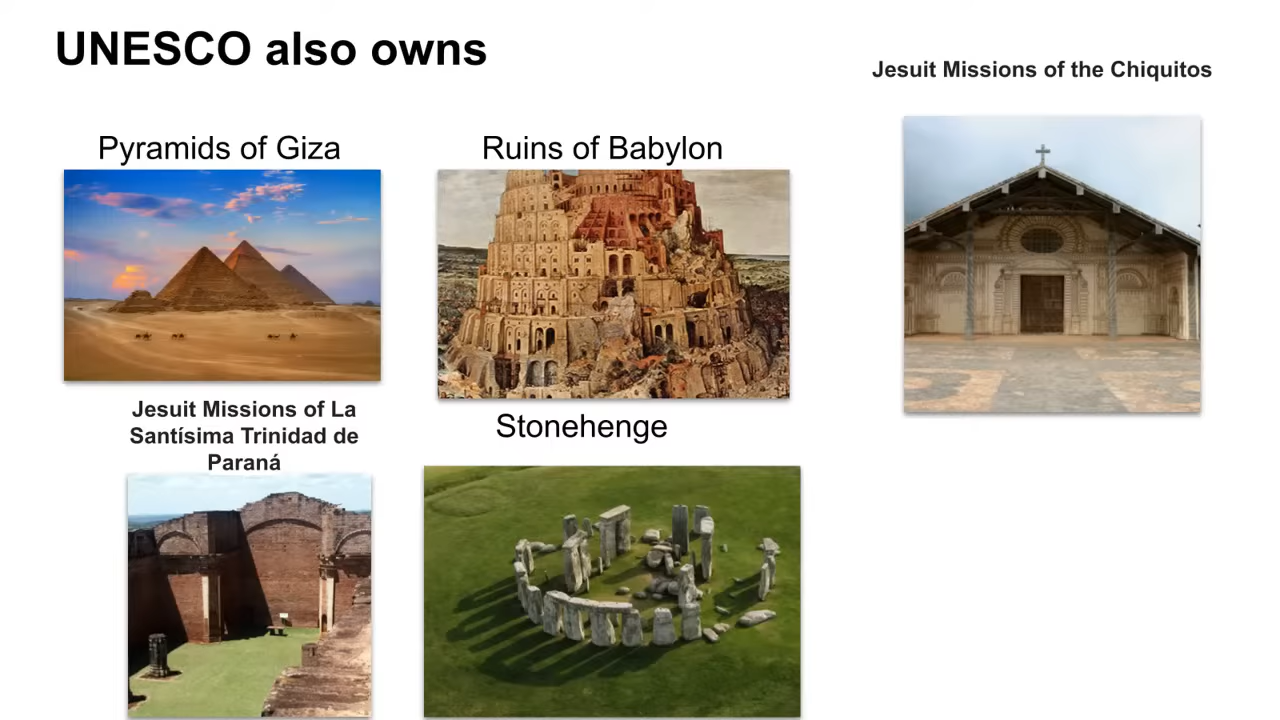 UNESCO also owns
Jesuit Missions of the Chiquitos
Pyramids of Giza
Ruins of Babylon
Jesuit Missions of La
Santísima Trinidad de
Paraná
Stonehenge